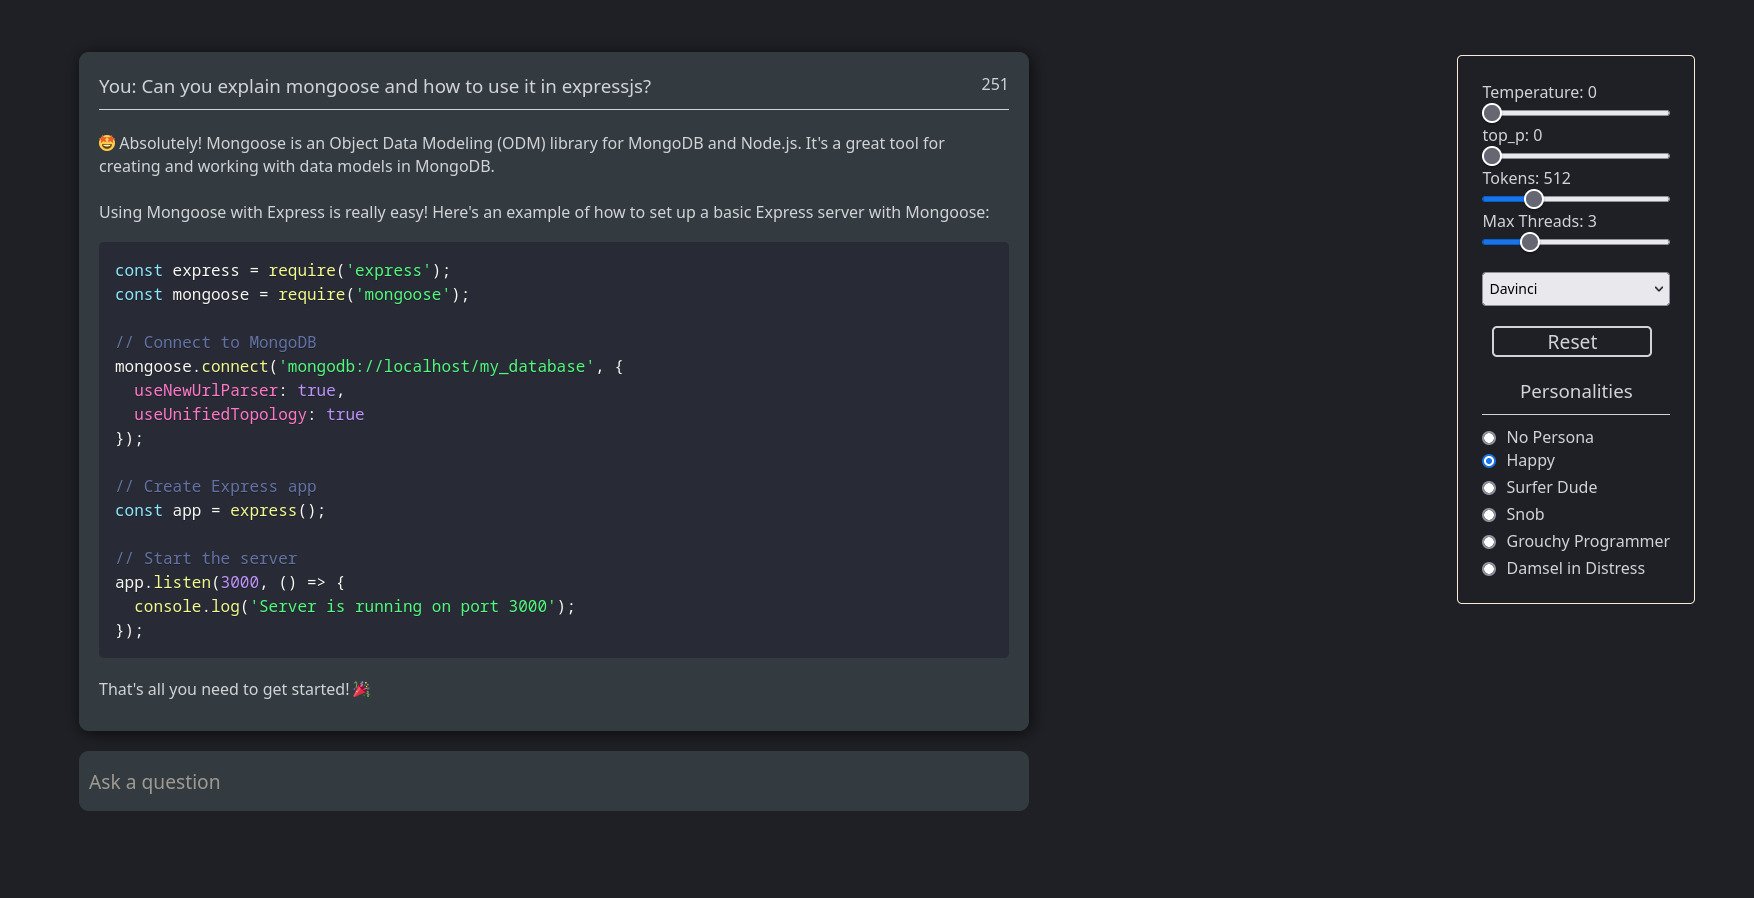 You: Can you explain mongoose and how to use it in expressjs?
251
🤩 Absolutely! Mongoose is an Object Data Modeling (ODM) library for MongoDB and Node.js. It's a great tool for
creating and working with data models in MongoDB.
Using Mongoose with Express is really easy! Here's an example of how to set up a basic Express server with Mongoose:
const express = require('express');
const mongoose = require('mongoose');
// Connect to MongoDB
mongoose.connect('mongodb://localhost/my_database', {
  useNewUrlParser: true,
  useUnifiedTopology: true
});
// Create Express app
const app = express();
// Start the server
app.listen(3000, () => {
  console.log('Server is running on port 3000');
});
That's all you need to get started! 🎉
Ask a question
Temperature: 0
top_p: 0
Tokens: 512
Max Threads: 3
Davinci
Reset
Personalities
No Persona
Happy
Surfer Dude
Snob
Grouchy Programmer
Damsel in Distress